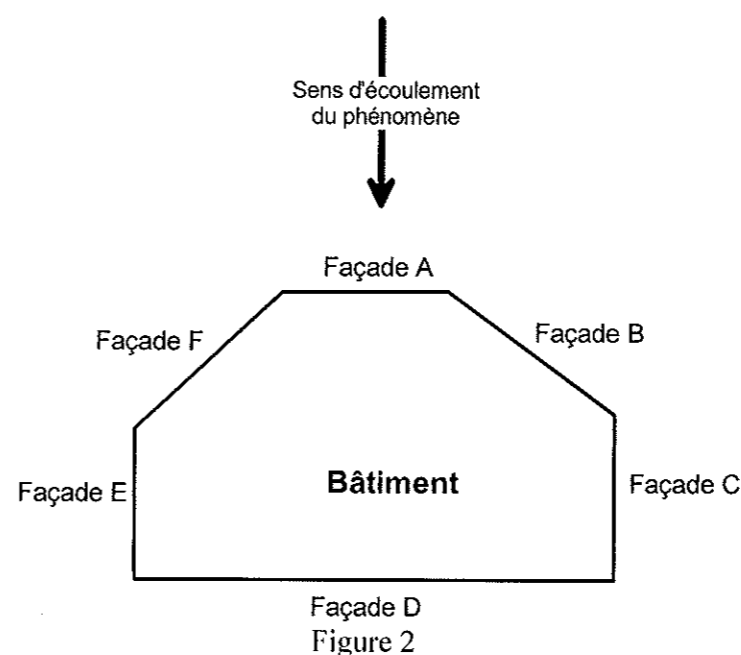 Sens d'écoulement
du phénomène
Façade A
Façade B
Façade F
Façade E
Bâtiment
Façade C
Façade D
Figure 2